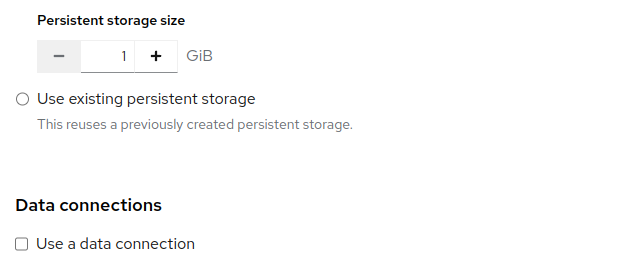 Persistent storage size
1 GiB
Use existing persistent storage
This reuses a previously created persistent storage.
Data connections
Use a data connection